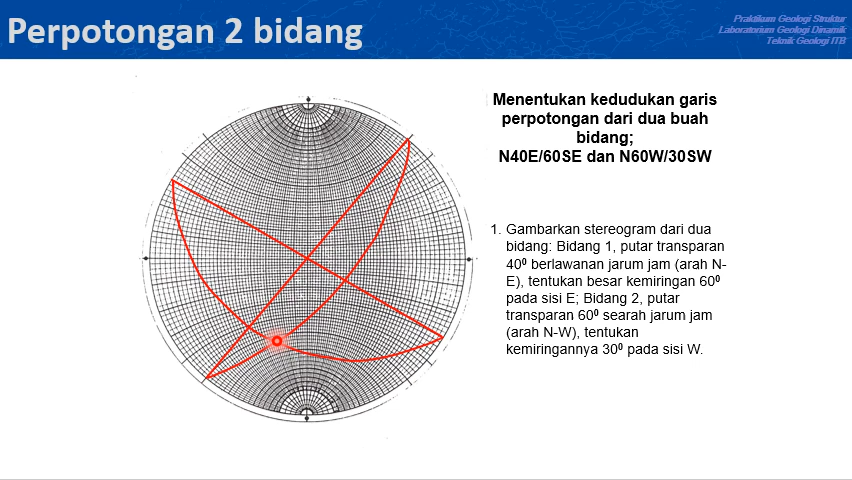 Perpotongan 2 bidang
Praktikum Geologi Struktur
Laboratorium Geologi Dinamik
Teknik Geologi ITB
Menentukan kedudukan garis
perpotongan dari dua buah
bidang;
N40E/60SE dan N60W/30SW
1. Gambarkan stereogram dari dua
bidang: Bidang 1, putar transparan
40⁰ berlawanan jarum jam (arah N-
E), tentukan besar kemiringan 60⁰
pada sisi E; Bidang 2, putar
transparan 60⁰ searah jarum jam
(arah N-W), tentukan
kemiringannya 30⁰ pada sisi W.